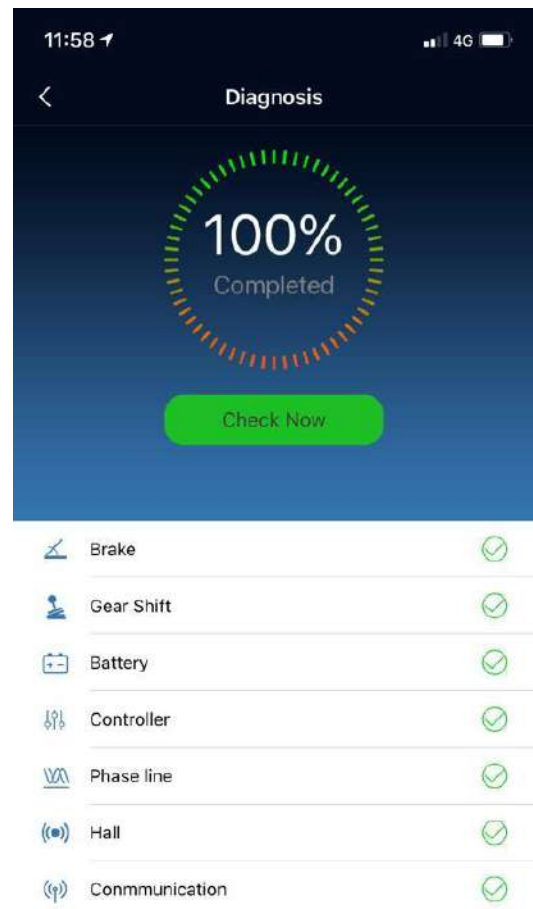 11:58
4G
Diagnosis
100%
Completed
Check Now
Brake
Gear Shift
Battery
Controller
Phase line
Hall
Conmmunication